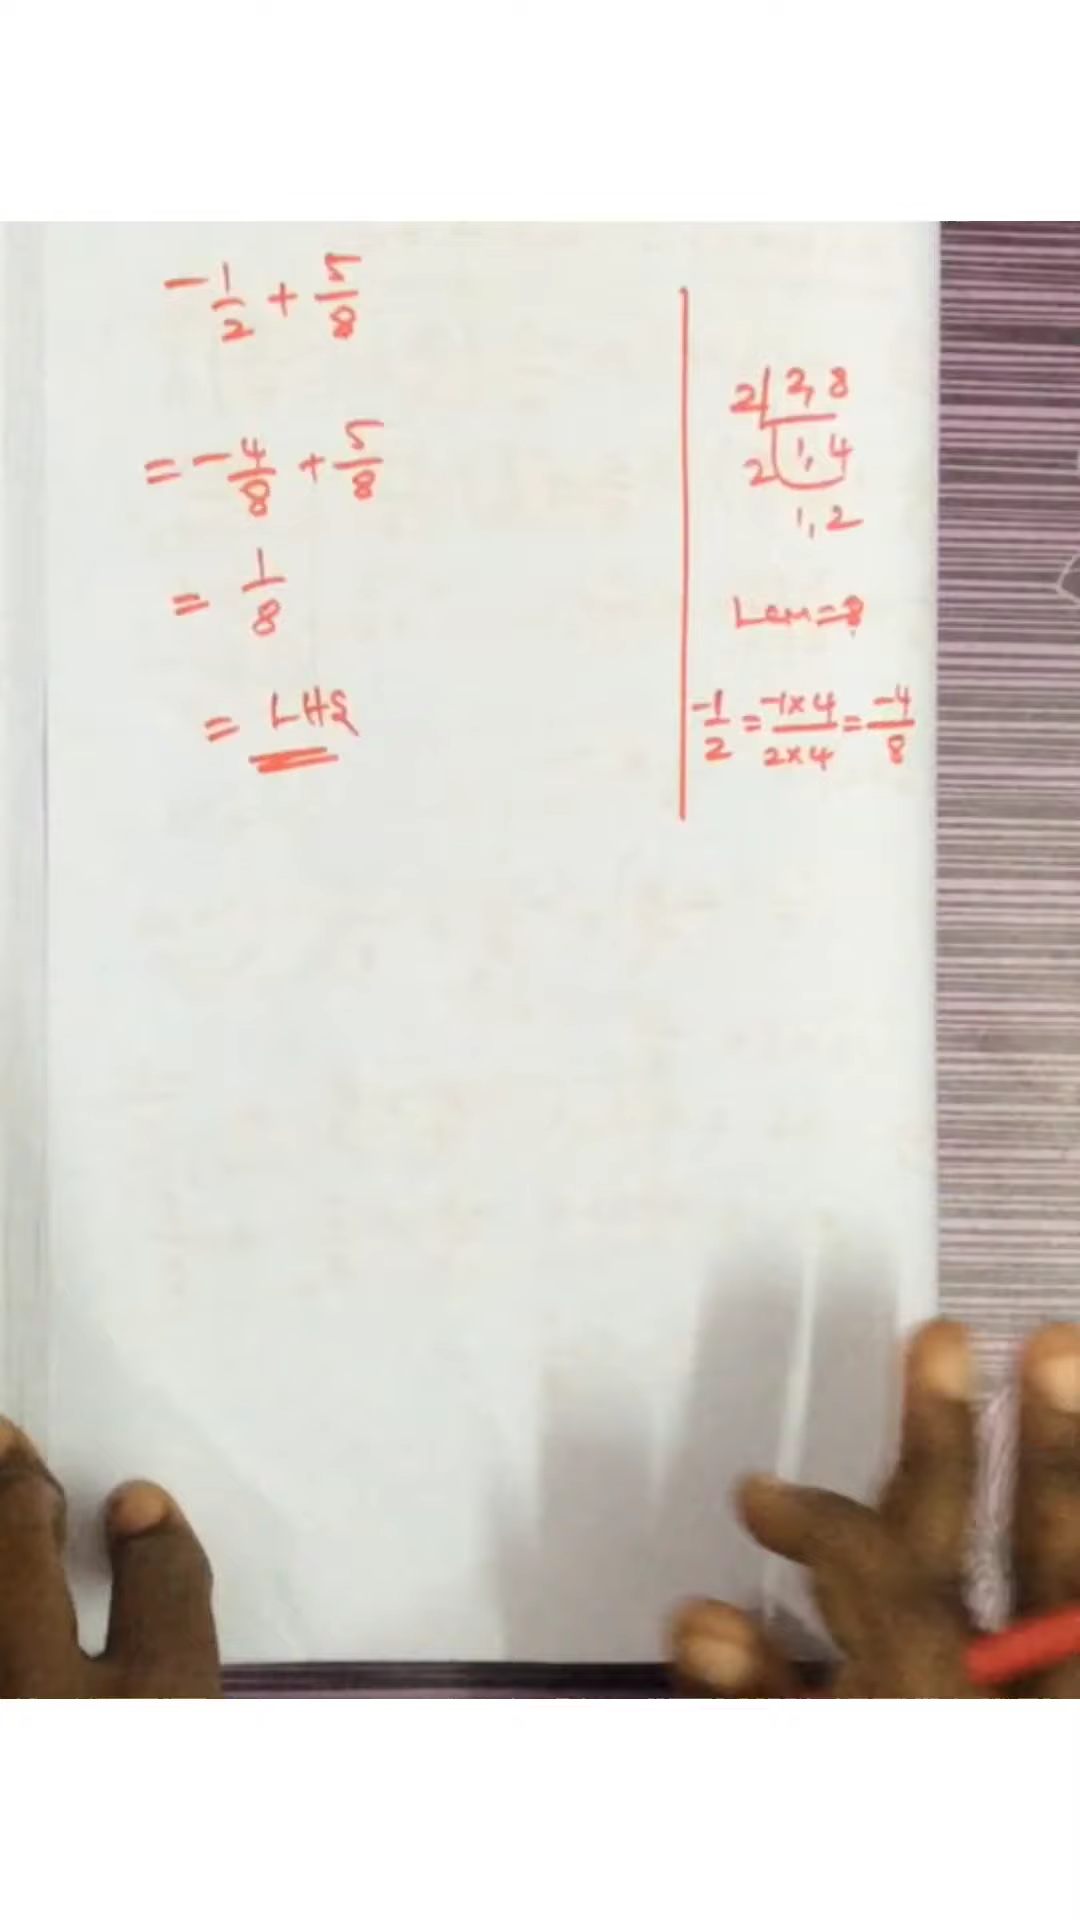 -1/2 + 5/8
= -4/8 + 5/8
= 1/8
= LHS
2 | 2, 8
2 | 1, 4
1, 2
Lcm = 8
-1/2 = -1×4/2×4 = -4/8